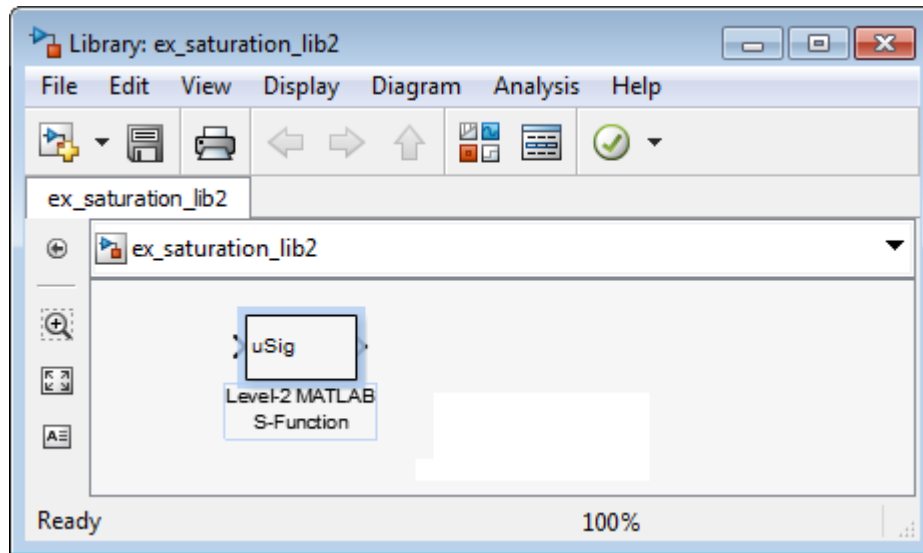 Library: ex_saturation_lib2
File Edit View Display Diagram Analysis Help
ex_saturation_lib2
ex_saturation_lib2
uSig
Level-2 MATLAB
S-Function
A
Ready 100%